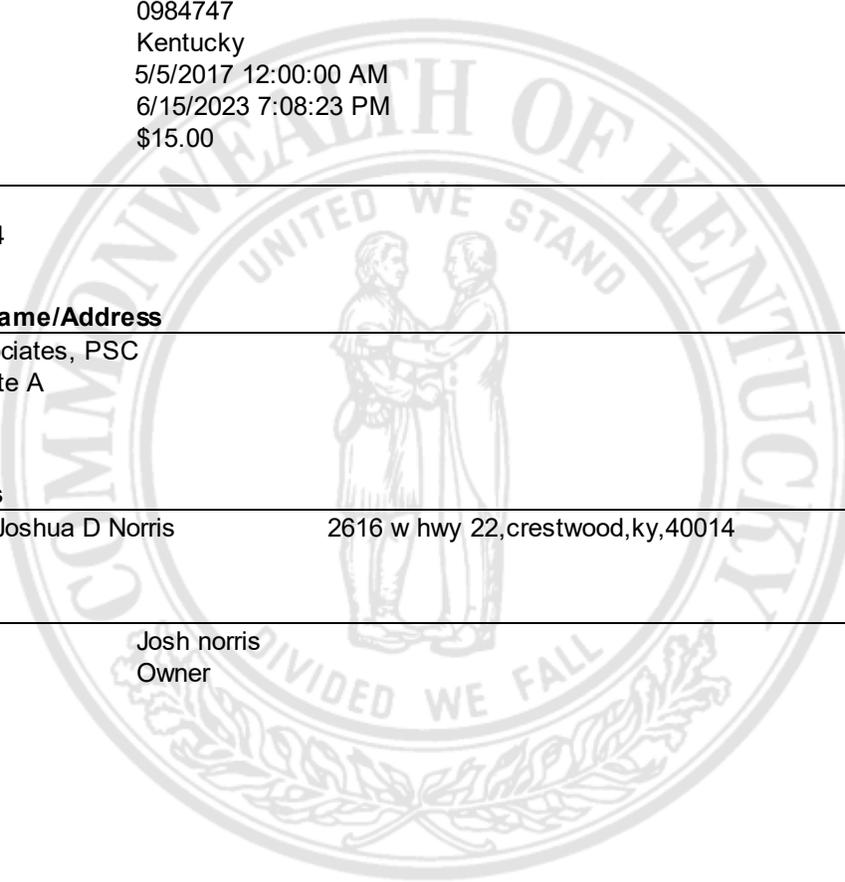 0984747
Kentucky
5/5/2017 12:00:00 AM
6/15/2023 7:08:23 PM
$15.00
COMMONWEALTH OF KENTUCKY
UNITED WE STAND
4
ame/Address
ciates, PSC
te A
s
Joshua D Norris 2616 w hwy 22,crestwood,ky,40014
Josh norris
Owner
DIVIDED WE FALL